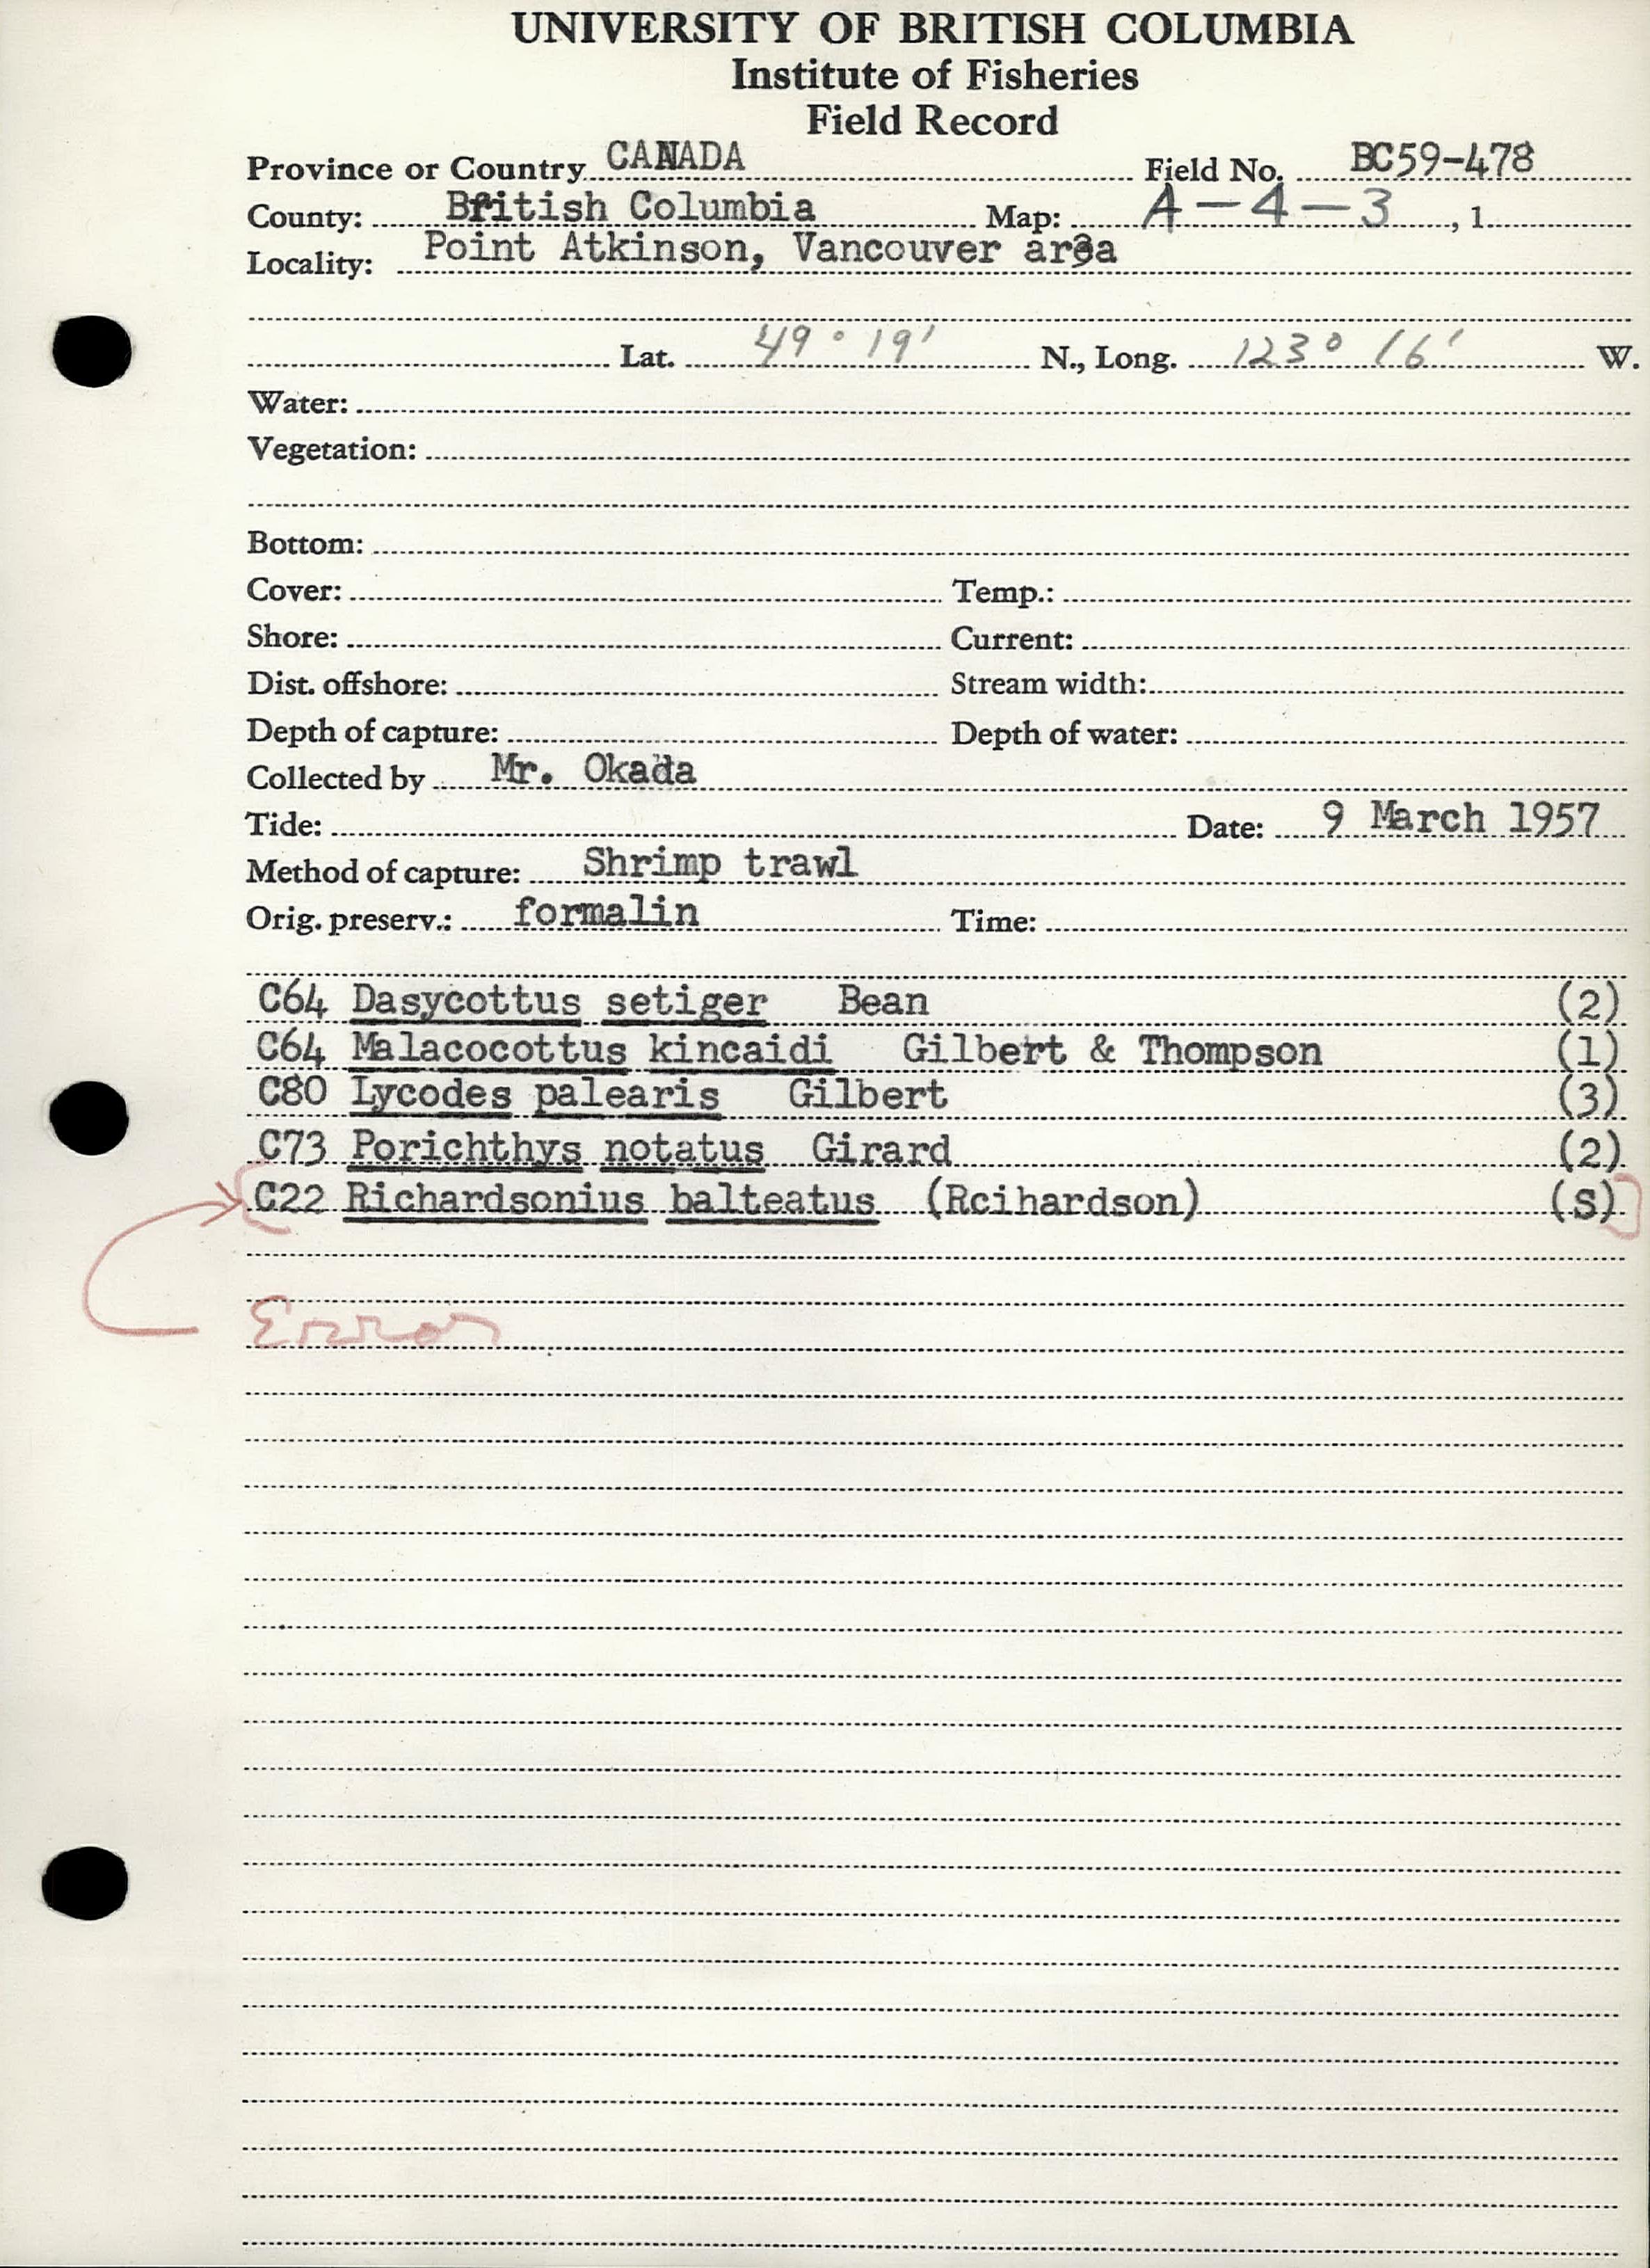 UNIVERSITY OF BRITISH COLUMBIA
Institute of Fisheries
Field Record
Province or Country CANADA Field No. BC59-478
County: British Columbia Map: A-4-3, 1
Locality: Point Atkinson, Vancouver area
Lat. 49° 19' N., Long. 123° 16' W.
Water:
Vegetation:
Bottom:
Cover: Temp.:
Shore: Current:
Dist. offshore: Stream width:
Depth of capture: Depth of water:
Collected by Mr. Okada
Tide: Date: 9 March 1957
Method of capture: Shrimp trawl
Orig. preserv.: formalin Time:
C64 Dasycottus setiger Bean (2)
C64 Malacocottus kincaidi Gilbert & Thompson (1)
C80 Lycodes palearis Gilbert (3)
C73 Porichthys notatus Girard (2)
C22 Richardsonius balteatus (Rcihardson) (S)
Error